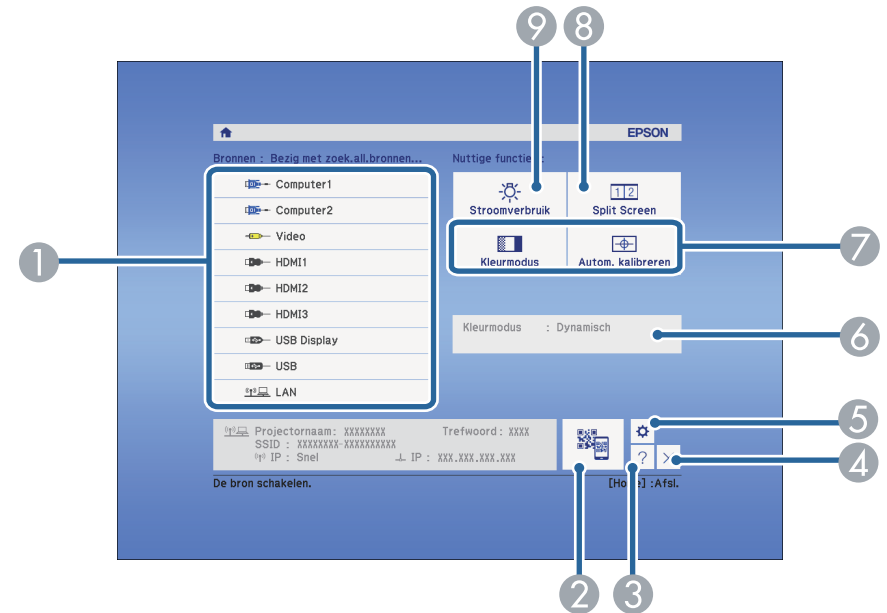 9 8
EPSON
Bronnen : Bezig met zoek.all.bronnen...
Nuttige functies:
Computer1
Computer2
Video
HDMI1
HDMI2
HDMI3
USB Display
USB
LAN
Stroomverbruik
1 2
Split Screen
Kleurmodus
Autom. kalibreren
1
7
Kleurmodus : Dynamisch
6
Projectornaam: XXXXXXXX
Trefwoord: XXXX
SSID : XXXXXXXX-XXXXXXXXXX
IP : Snel
IP : XXX.XXX.XXX.XXX
5
?
>
4
De bron schakelen.
[Home] :Afsl.
2 3